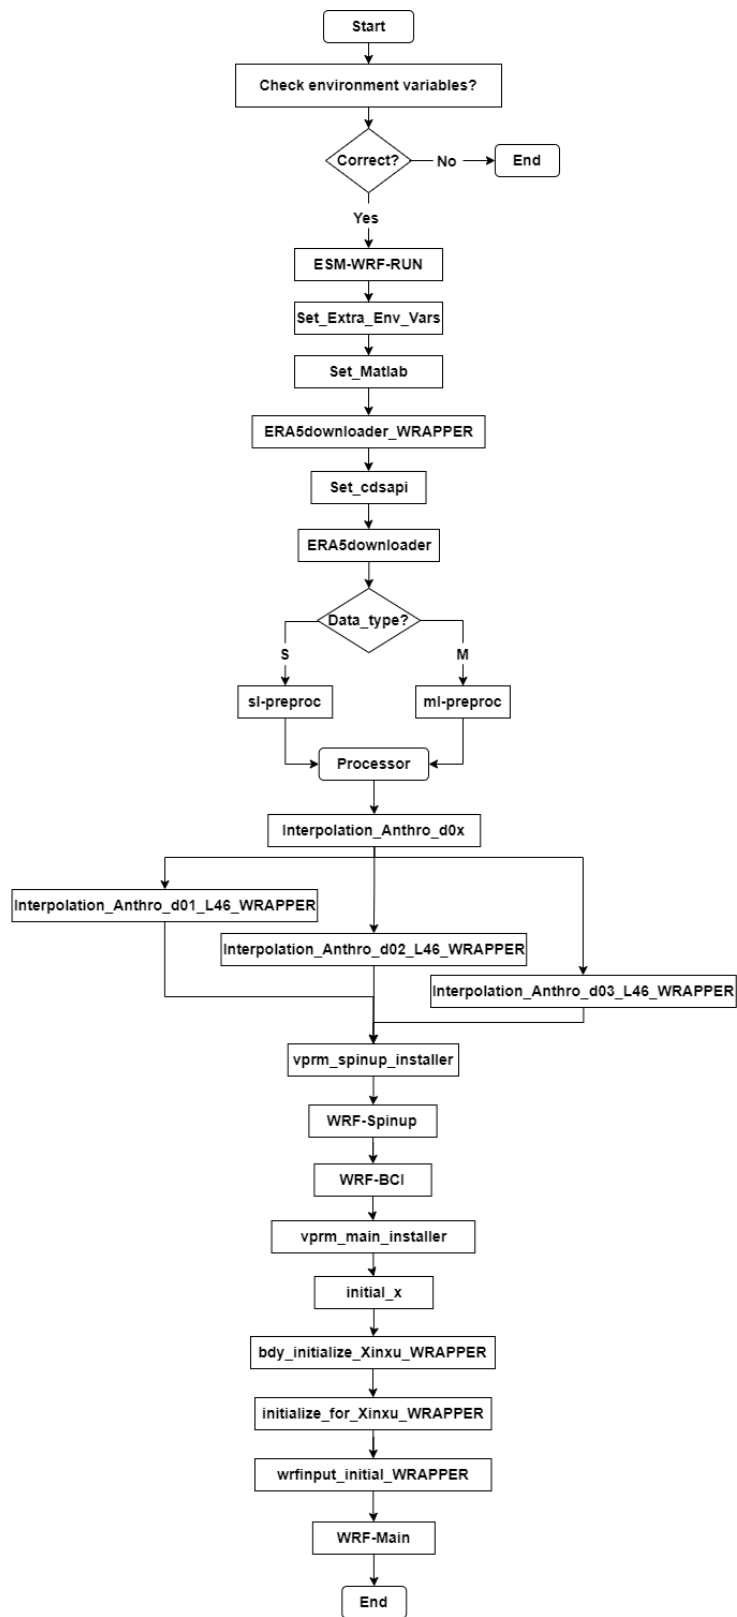 Start
Check environment variables?
Correct?
No
End
Yes
ESM-WRF-RUN
Set_Extra_Env_Vars
Set_Matlab
ERA5downloader_WRAPPER
Set_cdsapi
ERA5downloader
Data_type?
S
M
sl-preproc
ml-preproc
Processor
Interpolation_Anthro_d0x
Interpolation_Anthro_d01_L46_WRAPPER
Interpolation_Anthro_d02_L46_WRAPPER
Interpolation_Anthro_d03_L46_WRAPPER
vprm_spinup_installer
WRF-Spinup
WRF-BCI
vprm_main_installer
initial_x
bdy_initialize_Xinxu_WRAPPER
initialize_for_Xinxu_WRAPPER
wrfinput_initial_WRAPPER
WRF-Main
End